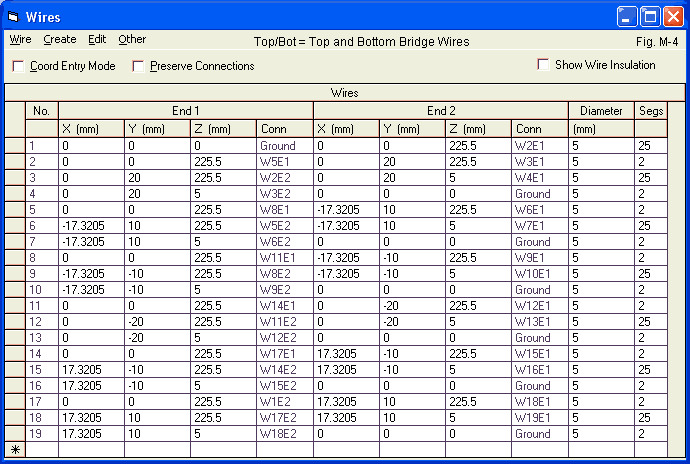 Wires
Wire Create Edit Other Top/Bot = Top and Bottom Bridge Wires Fig. M-4
Coord Entry Mode Preserve Connections Show Wire Insulation
Wires
No. End 1 End 2 Diameter Segs
X (mm) Y (mm) Z (mm) Conn X (mm) Y (mm) Z (mm) Conn (mm)
1 0 0 0 Ground 0 0 225.5 W2E1 5 25
2 0 0 225.5 W5E1 0 20 225.5 W3E1 5 2
3 0 20 225.5 W2E2 0 20 5 W4E1 5 25
4 0 20 5 W3E2 0 0 0 Ground 5 2
5 0 0 225.5 W8E1 -17.3205 10 225.5 W6E1 5 2
6 -17.3205 10 225.5 W5E2 -17.3205 10 5 W7E1 5 25
7 -17.3205 10 5 W6E2 0 0 0 Ground 5 2
8 0 0 225.5 W11E1 -17.3205 -10 225.5 W9E1 5 2
9 -17.3205 -10 225.5 W8E2 -17.3205 -10 5 W10E1 5 25
10 -17.3205 -10 5 W9E2 0 0 0 Ground 5 2
11 0 0 225.5 W14E1 0 -20 225.5 W12E1 5 2
12 0 -20 225.5 W11E2 0 -20 5 W13E1 5 25
13 0 -20 5 W12E2 0 0 0 Ground 5 2
14 0 0 225.5 W17E1 17.3205 -10 225.5 W15E1 5 2
15 17.3205 -10 225.5 W14E2 17.3205 -10 5 W16E1 5 25
16 17.3205 -10 5 W15E2 0 0 0 Ground 5 2
17 0 0 225.5 W1E2 17.3205 10 225.5 W18E1 5 2
18 17.3205 10 225.5 W17E2 17.3205 10 5 W19E1 5 25
19 17.3205 10 5 W18E2 0 0 0 Ground 5 2
*